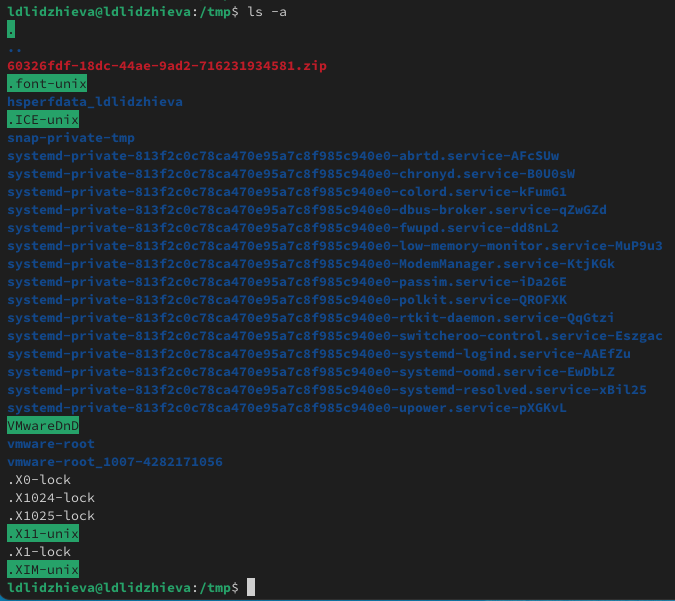 ldlidzhieva@ldlidzhieva:/tmp$ ls -a
.
..
60326fdf-18dc-44ae-9ad2-716231934581.zip
.font-unix
hsperfdata_ldlidzhieva
.ICE-unix
snap-private-tmp
systemd-private-813f2c0c78ca470e95a7c8f985c940e0-abrtd.service-AFcSUw
systemd-private-813f2c0c78ca470e95a7c8f985c940e0-chronyd.service-B0U0sW
systemd-private-813f2c0c78ca470e95a7c8f985c940e0-colord.service-kFumG1
systemd-private-813f2c0c78ca470e95a7c8f985c940e0-dbus-broker.service-qZwGZd
systemd-private-813f2c0c78ca470e95a7c8f985c940e0-fwupd.service-dd8nL2
systemd-private-813f2c0c78ca470e95a7c8f985c940e0-low-memory-monitor.service-MuP9u3
systemd-private-813f2c0c78ca470e95a7c8f985c940e0-ModemManager.service-KtjKGk
systemd-private-813f2c0c78ca470e95a7c8f985c940e0-passim.service-iDa26E
systemd-private-813f2c0c78ca470e95a7c8f985c940e0-polkit.service-QROFXK
systemd-private-813f2c0c78ca470e95a7c8f985c940e0-rtkit-daemon.service-QqGtzi
systemd-private-813f2c0c78ca470e95a7c8f985c940e0-switcheroo-control.service-Eszgac
systemd-private-813f2c0c78ca470e95a7c8f985c940e0-systemd-logind.service-AAEfZu
systemd-private-813f2c0c78ca470e95a7c8f985c940e0-systemd-oomd.service-EwDbLZ
systemd-private-813f2c0c78ca470e95a7c8f985c940e0-systemd-resolved.service-xBil25
systemd-private-813f2c0c78ca470e95a7c8f985c940e0-upower.service-pXGKvL
VMwareDnD
vmware-root
vmware-root_1007-4282171056
.X0-lock
.X1024-lock
.X1025-lock
.X11-unix
.X1-lock
.XIM-unix
ldlidzhieva@ldlidzhieva:/tmp$